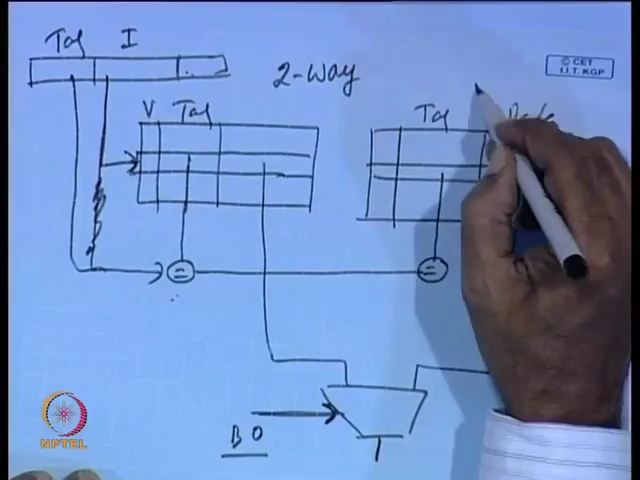 Tag I
2-way
© CET
I.I.T. KGP
V Tag
Tag
=
=
BO
NPTEL